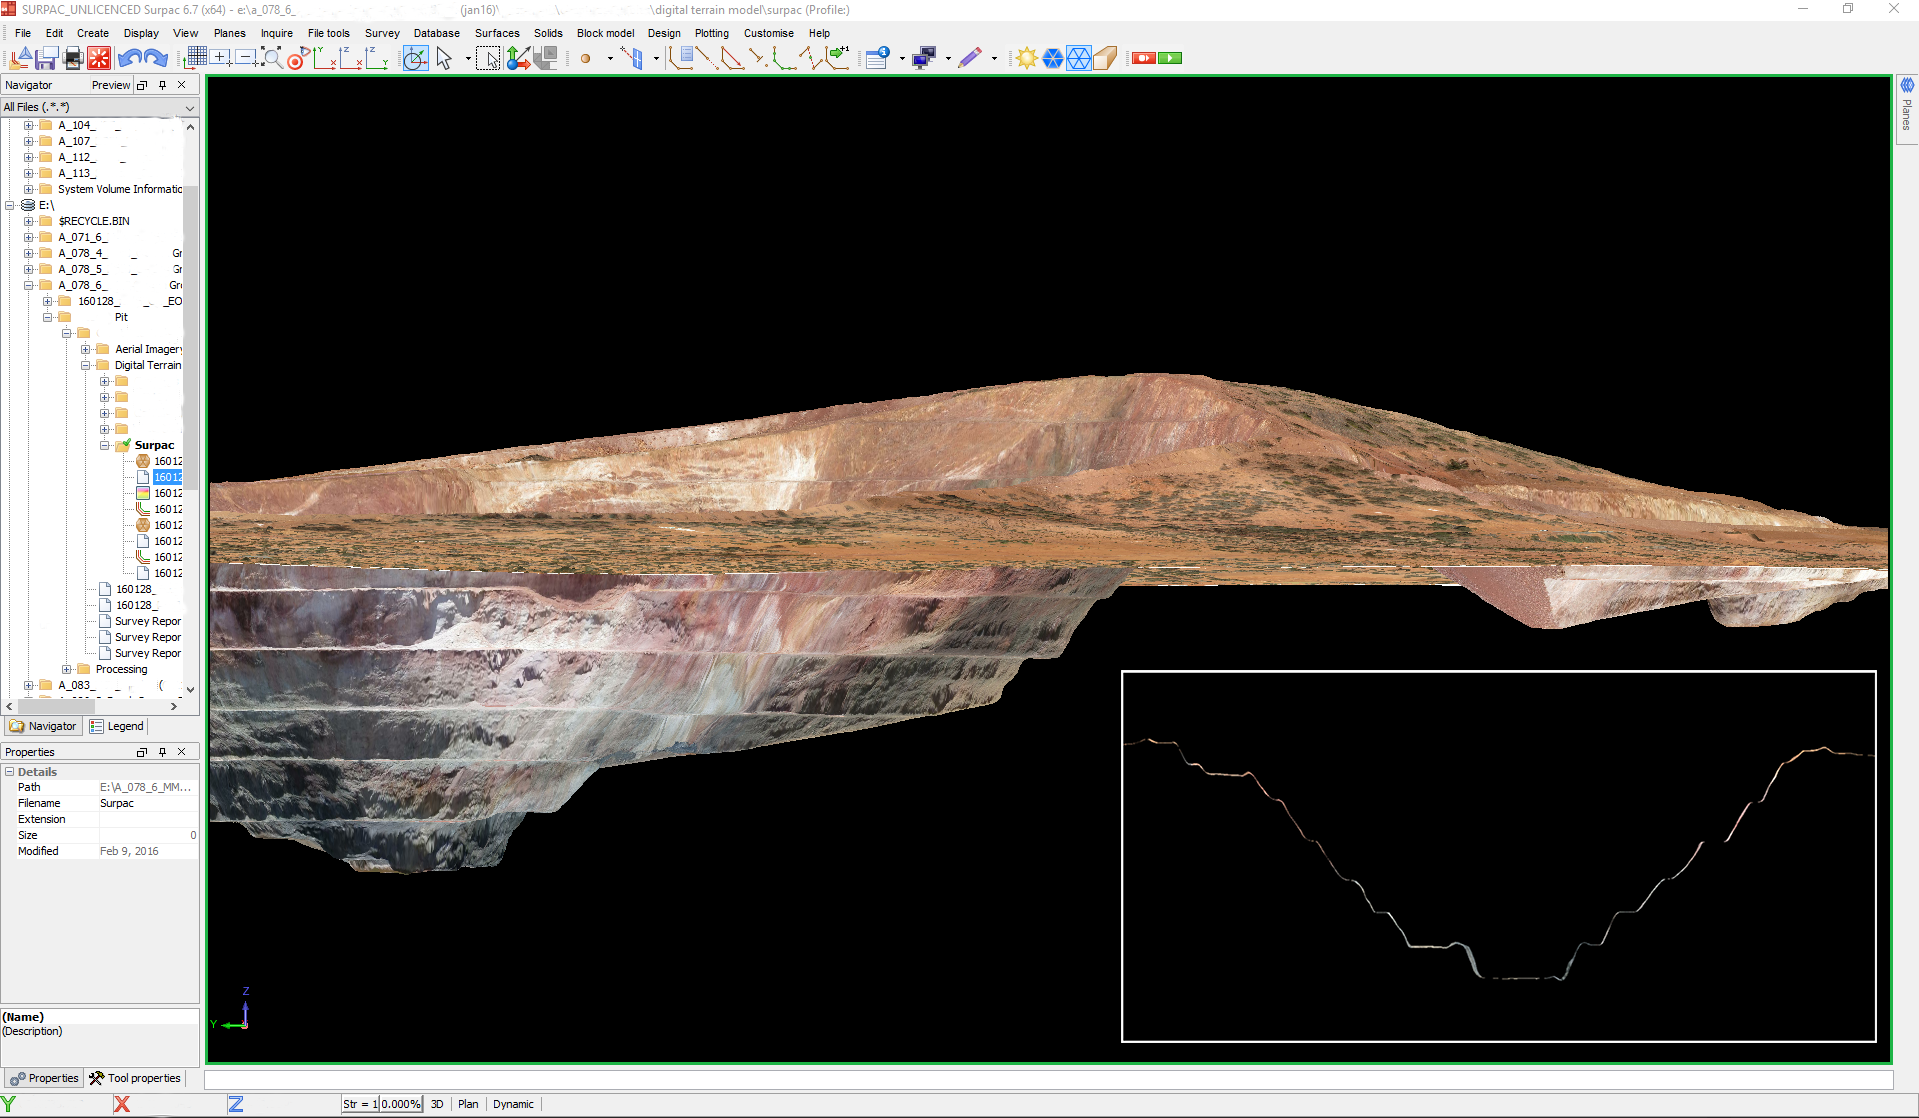 SURPAC_UNLICENCED Surpac 6.7 (x64) - e:\a_078_6_ (jan16)\ \ \digital terrain model\surpac (Profile:)
File Edit Create Display View Planes Inquire File tools Survey Database Surfaces Solids Block model Design Plotting Customise Help
Navigator Preview
All Files (.*.*)
A_104_ _
A_107_
A_112_ _
A_113_
System Volume Informatic
E:\
$RECYCLE.BIN
A_071_6_
A_078_4_ _ Gr
A_078_5_ _ Gr
A_078_6_ Gr
160128_ _ _EO
Pit
Aerial Imagery
Digital Terrain
Surpac
16012
16012
16012
16012
16012
16012
16012
16012
160128_
160128_
Survey Repor
Survey Repor
Survey Repor
Processing
A_083_ _ (
Navigator Legend
Properties
Details
Path E:\A_078_6_MM...
Filename Surpac
Extension
Size 0
Modified Feb 9, 2016
(Name)
(Description)
Properties Tool properties
Planes
Z
Y
Y X Z Str = 1 0.000% 3D Plan Dynamic